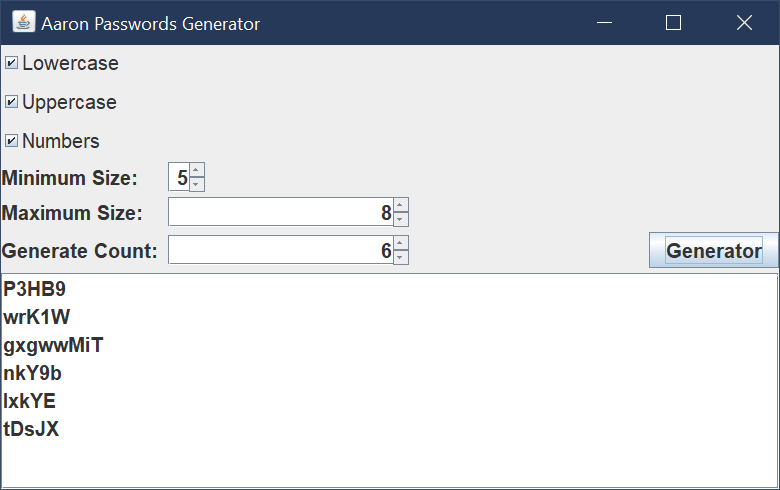 Aaron Passwords Generator
Lowercase
Uppercase
Numbers
Minimum Size: 5
Maximum Size: 8
Generate Count: 6 Generator
P3HB9
wrK1W
gxgwwMiT
nkY9b
lxkYE
tDsJX